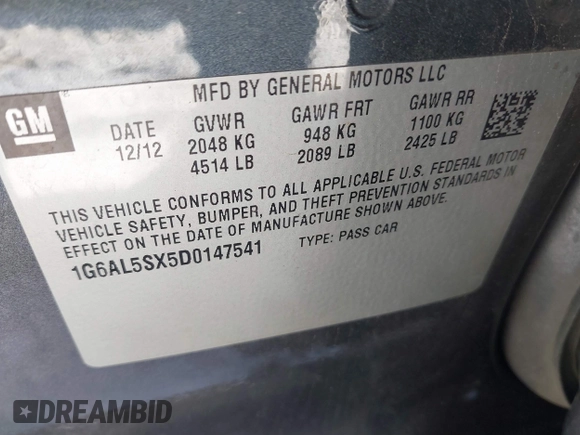 MFD BY GENERAL MOTORS LLC
GM
DATE GVWR GAWR FRT GAWR RR
12/12 2048 KG 948 KG 1100 KG
4514 LB 2089 LB 2425 LB
THIS VEHICLE CONFORMS TO ALL APPLICABLE U.S. FEDERAL MOTOR
VEHICLE SAFETY, BUMPER, AND THEFT PREVENTION STANDARDS IN
EFFECT ON THE DATE OF MANUFACTURE SHOWN ABOVE.
1G6AL5SX5D0147541 TYPE: PASS CAR
DREAMBID